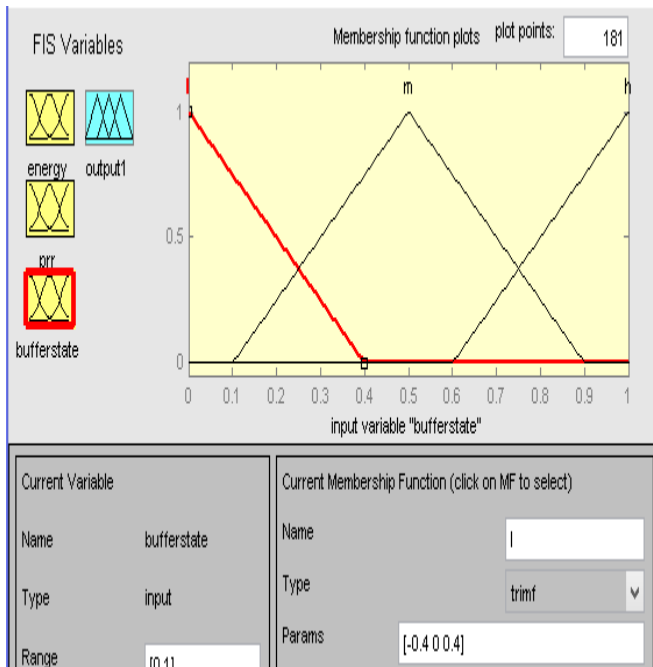 FIS Variables
Membership function plots
plot points:
181
l
m
h
energy
output1
prr
bufferstate
1
0.5
0
0 0.1 0.2 0.3 0.4 0.5 0.6 0.7 0.8 0.9 1
input variable "bufferstate"
Current Variable
Name bufferstate
Type input
Range [0 1]
Current Membership Function (click on MF to select)
Name l
Type trimf
Params [-0.4 0 0.4]